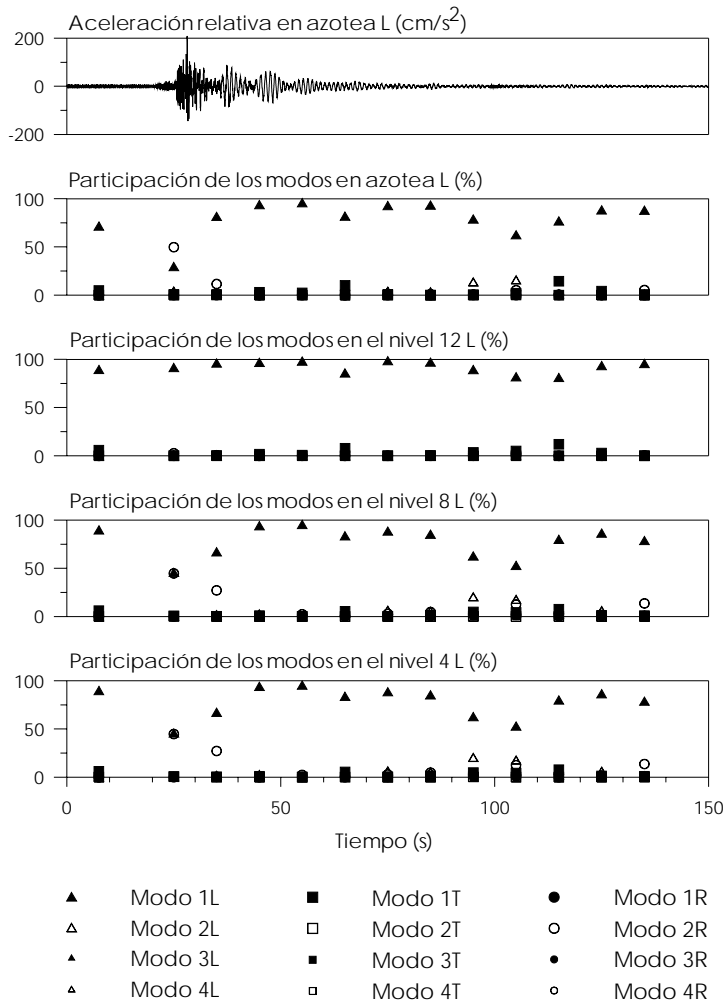 Aceleración relativa en azotea L (cm/s²)
200
0
-200
Participación de los modos en azotea L (%)
100
50
0
Participación de los modos en el nivel 12 L (%)
100
50
0
Participación de los modos en el nivel 8 L (%)
100
50
0
Participación de los modos en el nivel 4 L (%)
100
50
0
0 50 100 150
Tiempo (s)
Modo 1L Modo 1T Modo 1R
Modo 2L Modo 2T Modo 2R
Modo 3L Modo 3T Modo 3R
Modo 4L Modo 4T Modo 4R